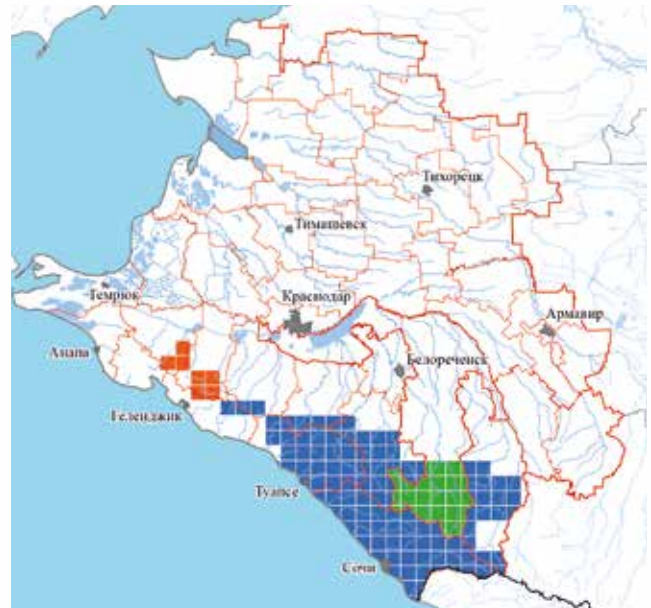 Тихорецк
Тимашевск
Темрюк
Краснодар
Армавир
Анапа
Белореченск
Геленджик
Туапсе
Сочи